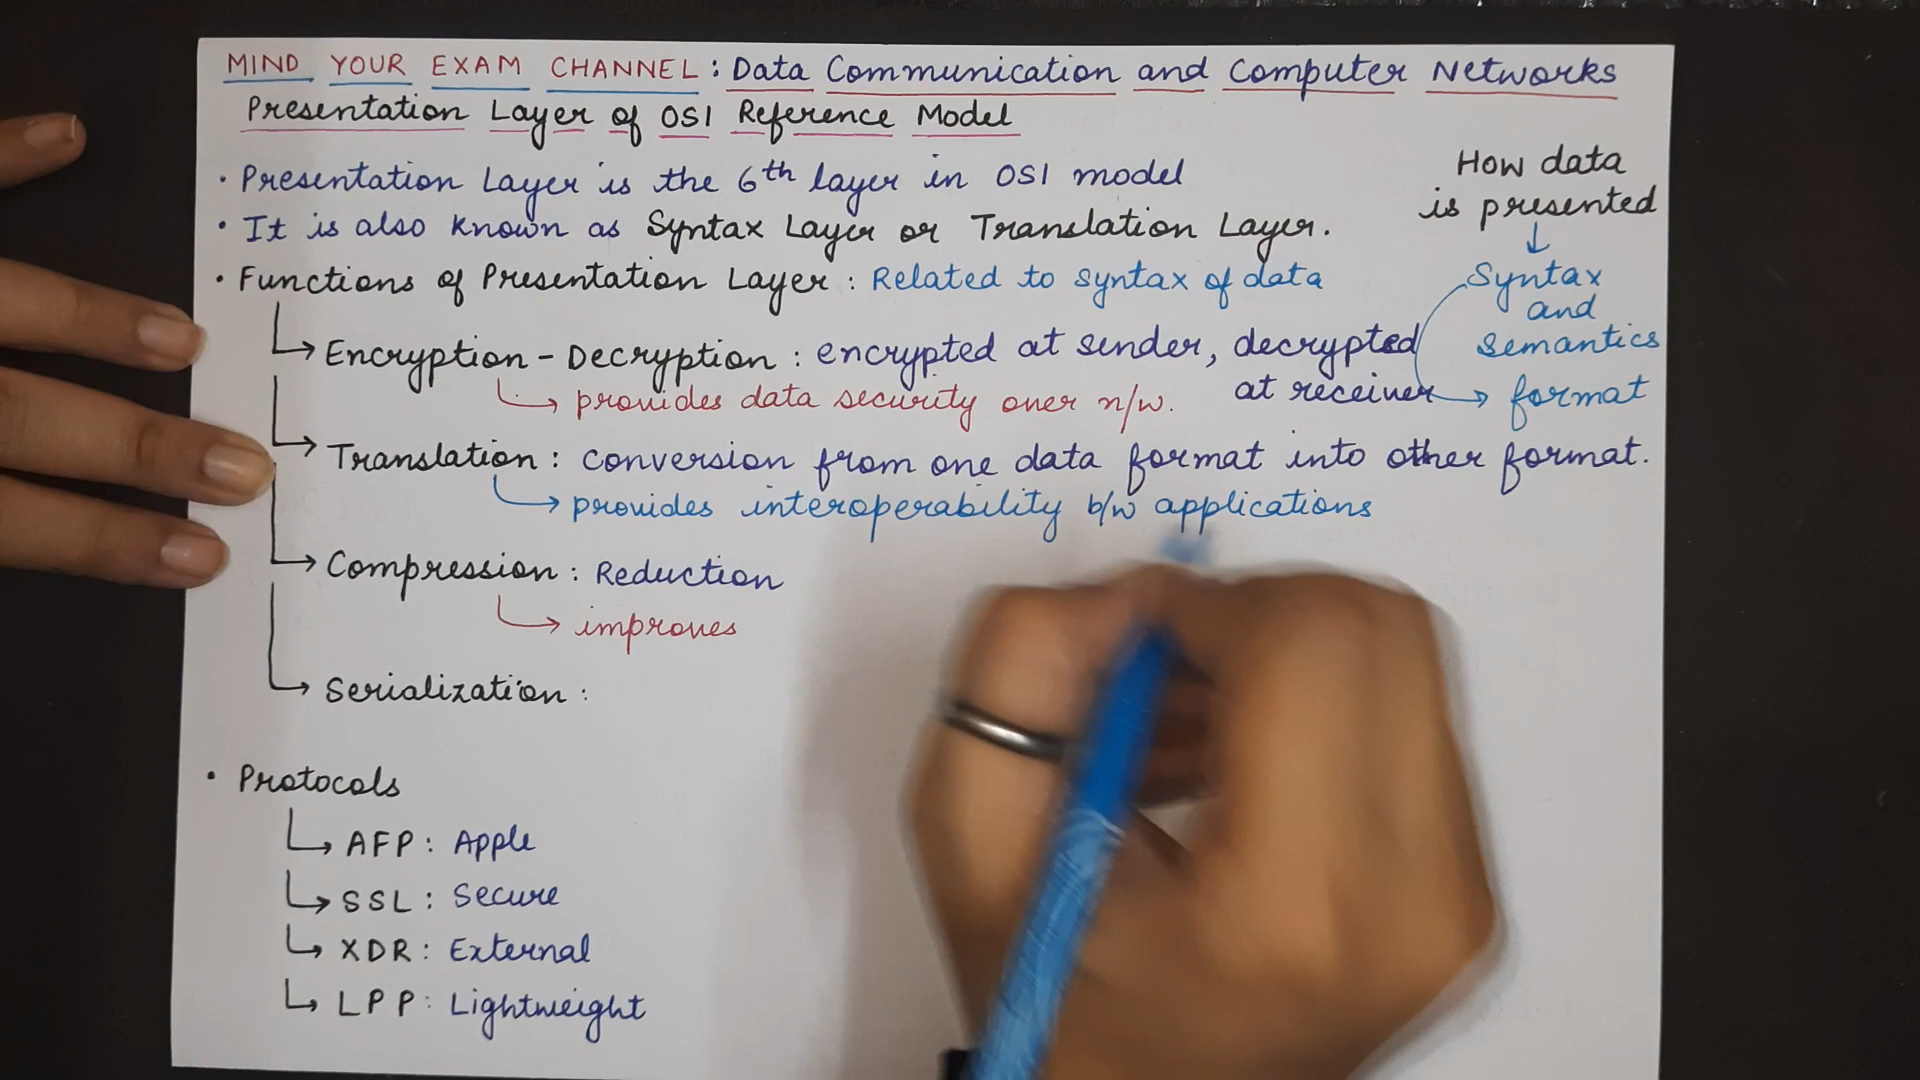 MIND YOUR EXAM CHANNEL : Data Communication and Computer Networks
Presentation Layer of OSI Reference Model
• Presentation Layer is the 6th layer in OSI model
• It is also known as Syntax Layer or Translation Layer.
How data
is presented
↓
Syntax
and
semantics
→ format
• Functions of Presentation Layer : Related to syntax of data
→ Encryption - Decryption : encrypted at sender, decrypted
at receiver
→ provides data security over n/w.
→ Translation : conversion from one data format into other format.
→ provides interoperability b/w applications
→ Compression : Reduction
→ improves
→ Serialization :
• Protocols
→ AFP : Apple
→ SSL : Secure
→ XDR : External
→ LPP : Lightweight